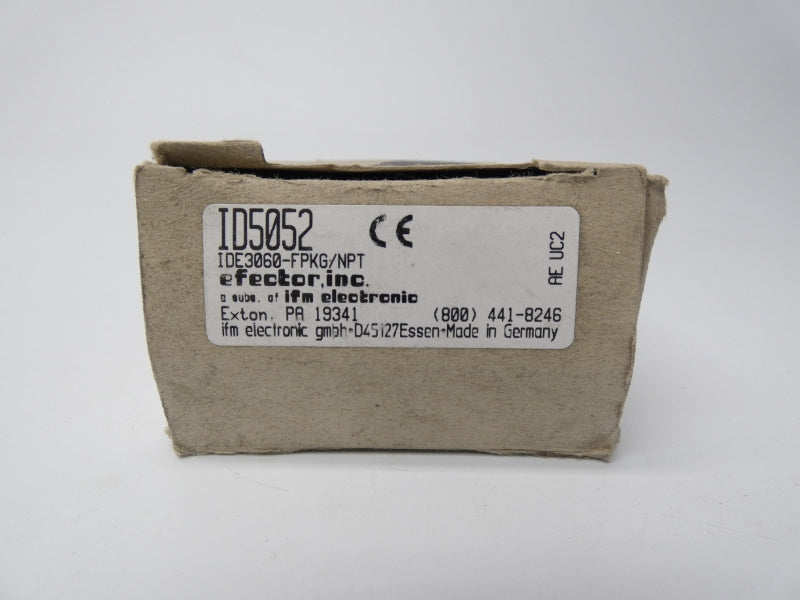 ID5052 CE
IDE3060-FPKG/NPT
efector,inc.
a subs. of ifm electronic
Exton, PA 19341 (800) 441-8246
ifm electronic gmbh•D45127Essen•Made in Germany
AE UC2